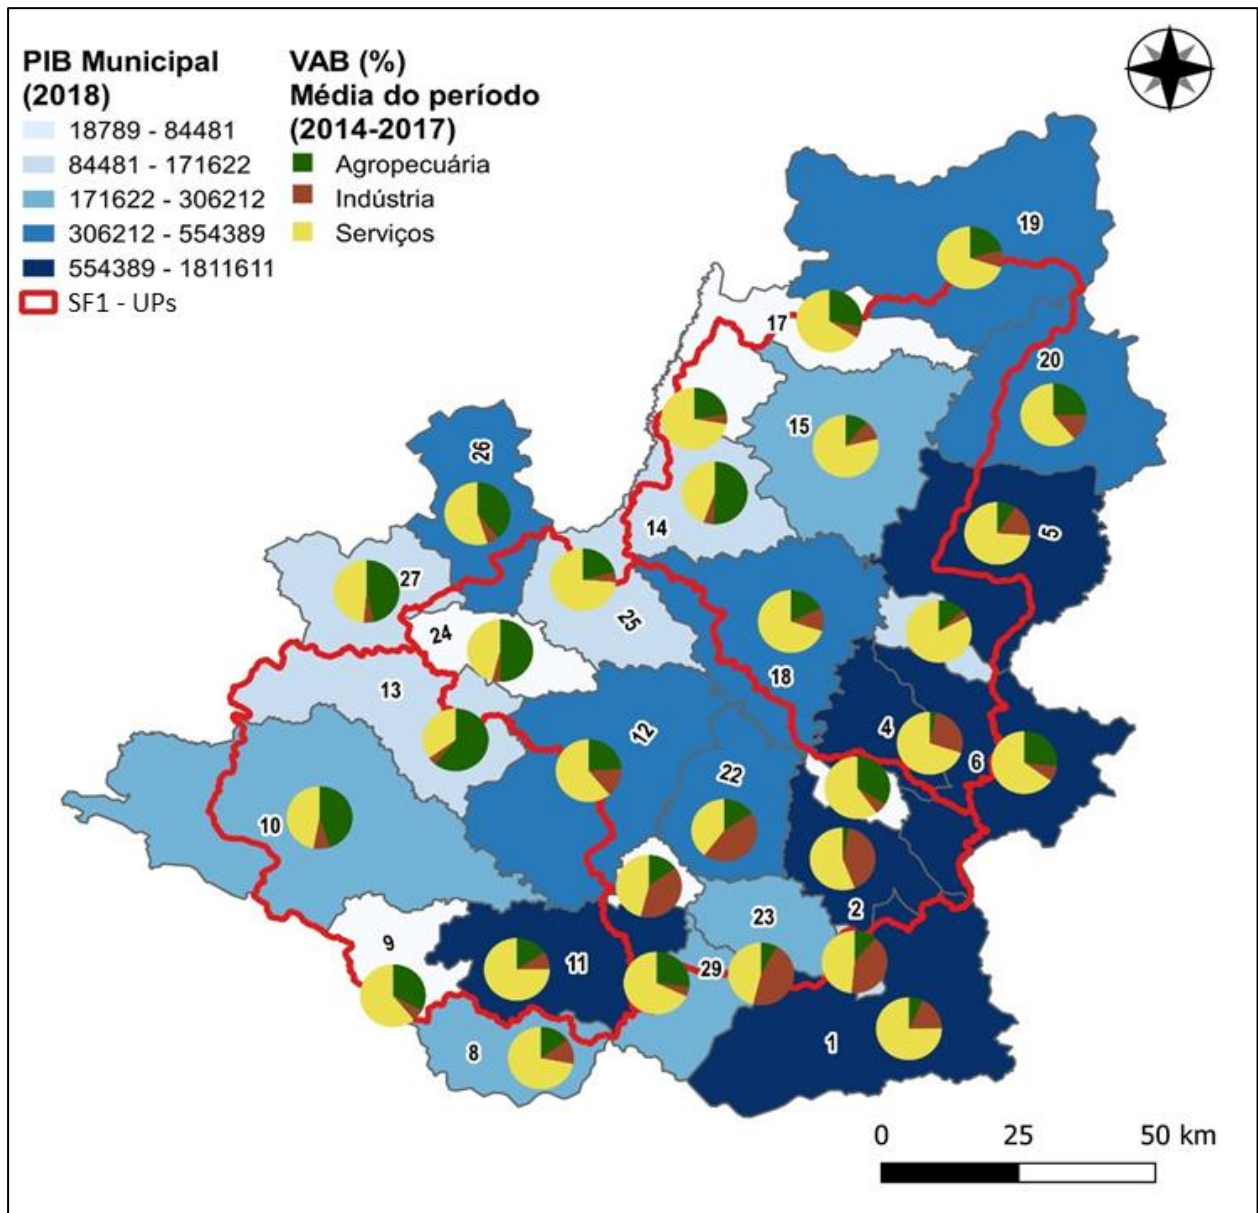 PIB Municipal
(2018)
18789 - 84481
84481 - 171622
171622 - 306212
306212 - 554389
554389 - 1811611
SF1 - UPs
VAB (%)
Média do período
(2014-2017)
Agropecuária
Indústria
Serviços
19
17
20
15
26
14
5
27
24
25
13
18
12
4
6
22
10
2
23
9
11
29
1
8
0
25
50 km